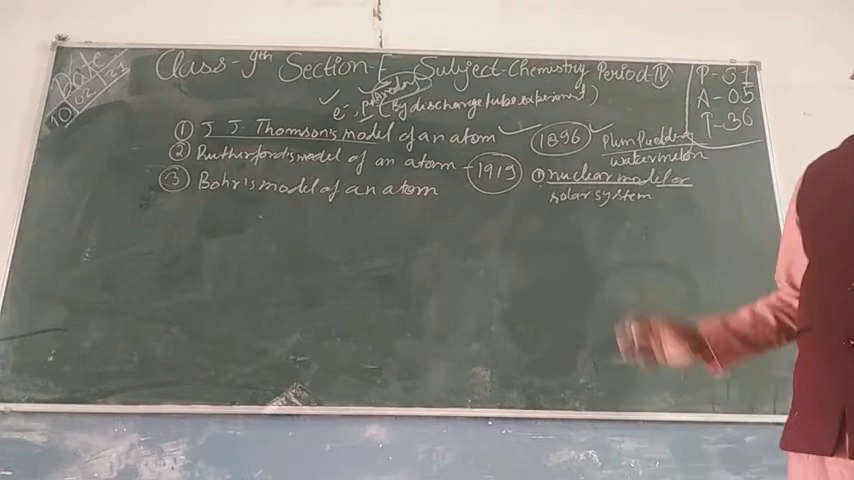 Date
10 02. 21
Class-9th Section-E Subject-Chemistry Period-IV
P-31
A-05
T-36
e-, p+ (By discharge tube experiment)
① J. J. Thomson's model of an atom 1896 Plum Pudding
watermelon
② Rutherford's model of an atom - 1919 ① nuclear model or
solar system
③ Bohr's model of an atom